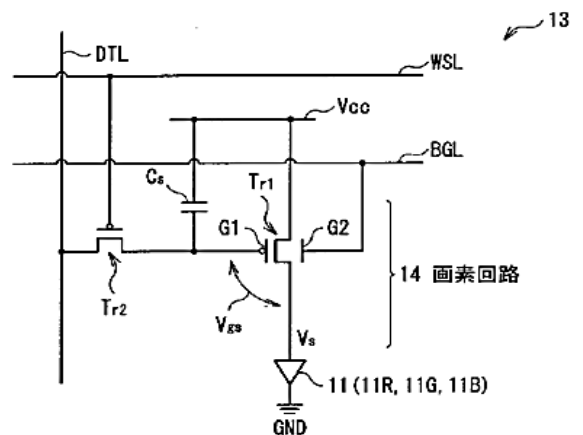 13
DTL
WSL
Vcc
BGL
Cs
Tr1
G1
G2
Tr2
Vgs
14 画素回路
Vs
11 (11R, 11G, 11B)
GND